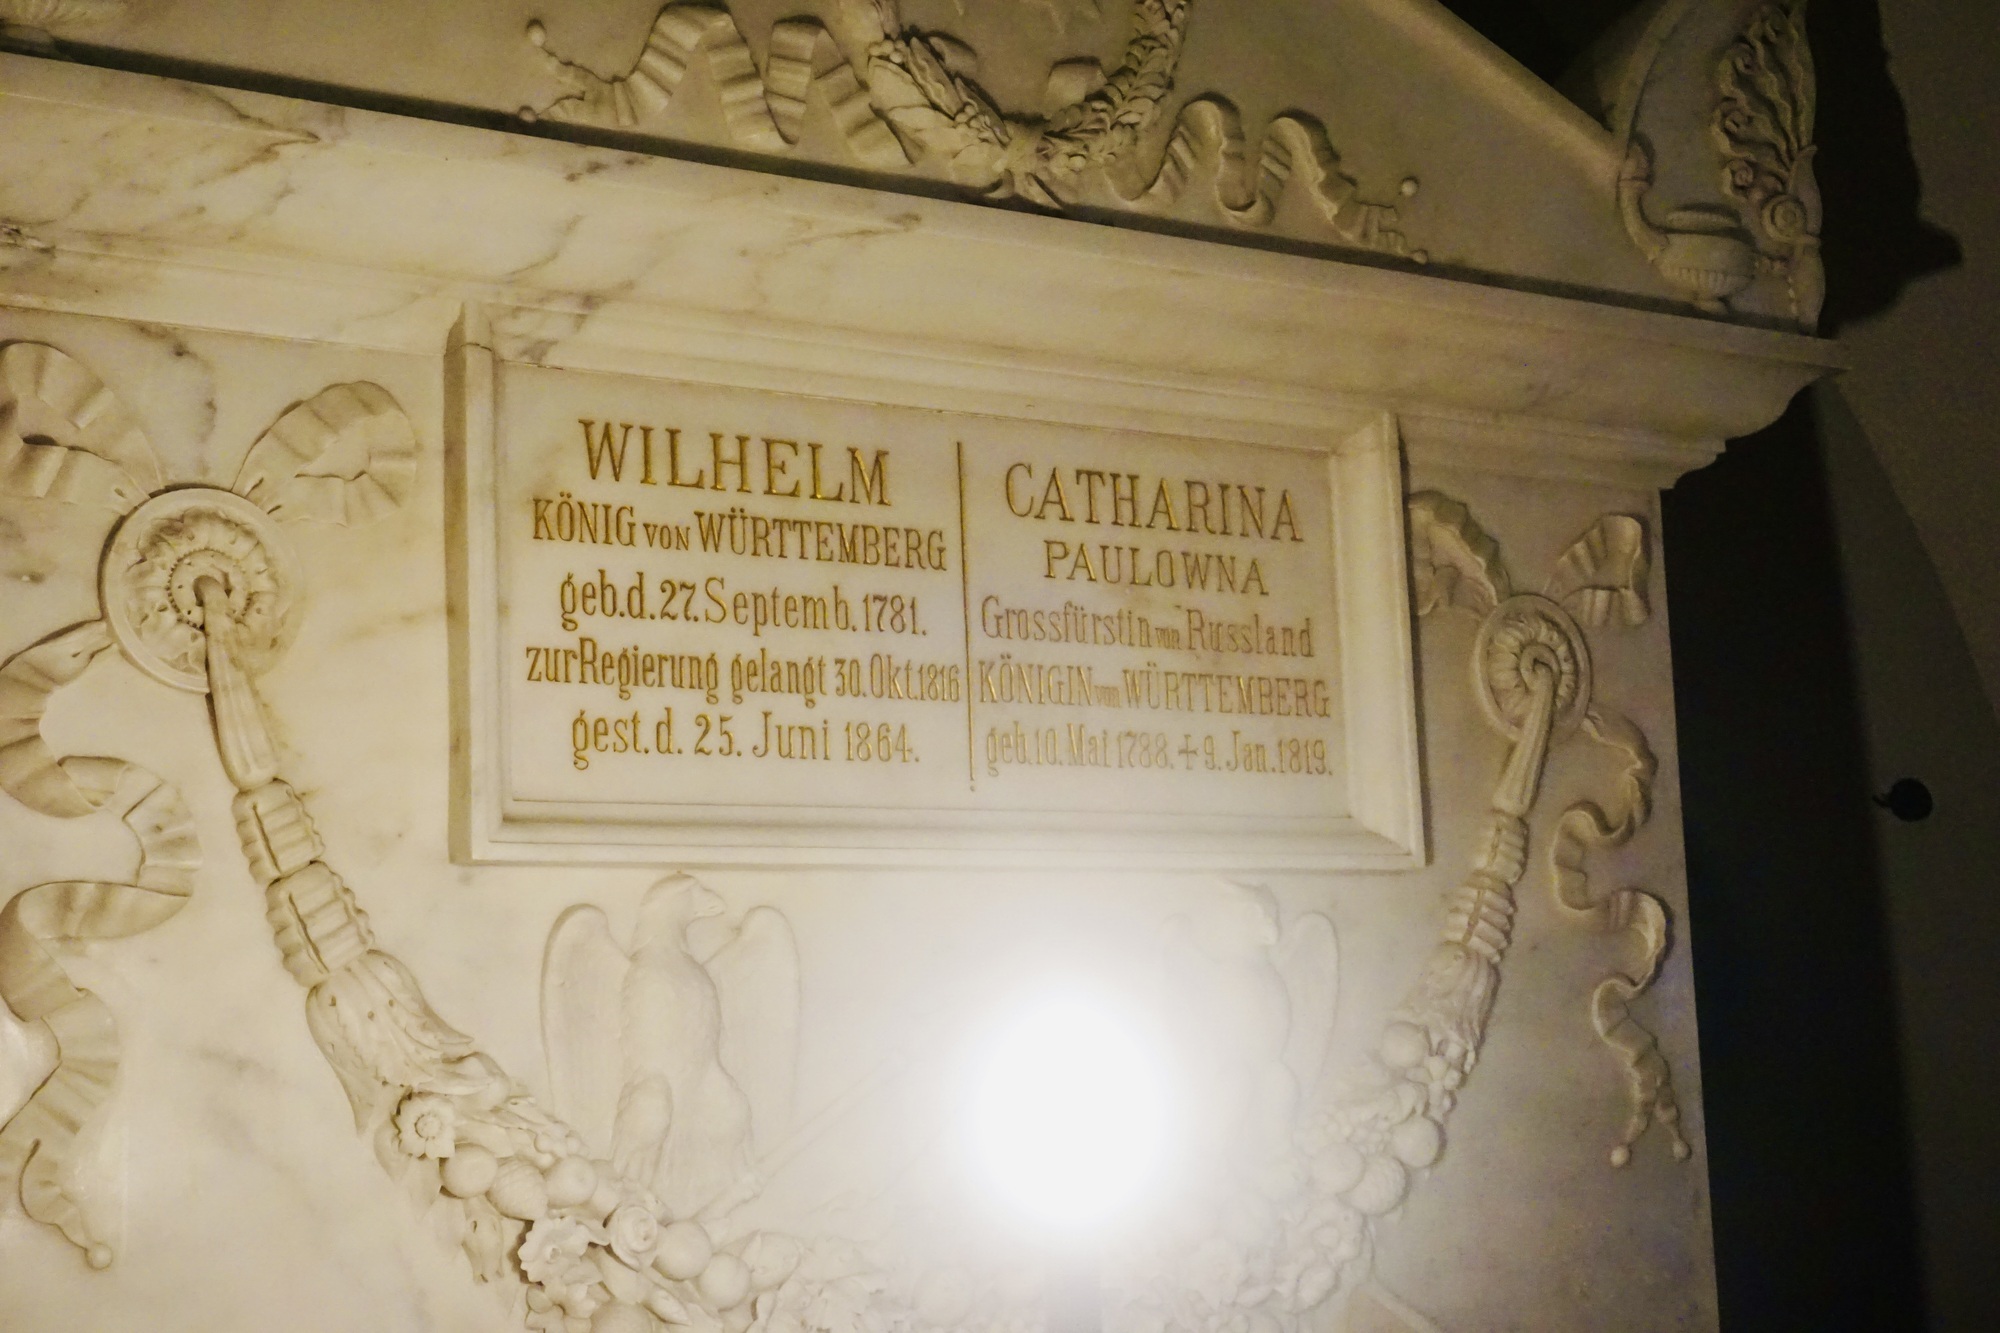 WILHELM
KÖNIG VON WÜRTTEMBERG
geb.d.27.Septemb.1781.
zur Regierung gelangt 30.Okt.1816
gest.d. 25. Juni 1864.
CATHARINA
PAULOWNA
Grossfürstin von Russland
KÖNIGIN von WÜRTTEMBERG
geb.10.Mai 1788.+9.Jan.1819.